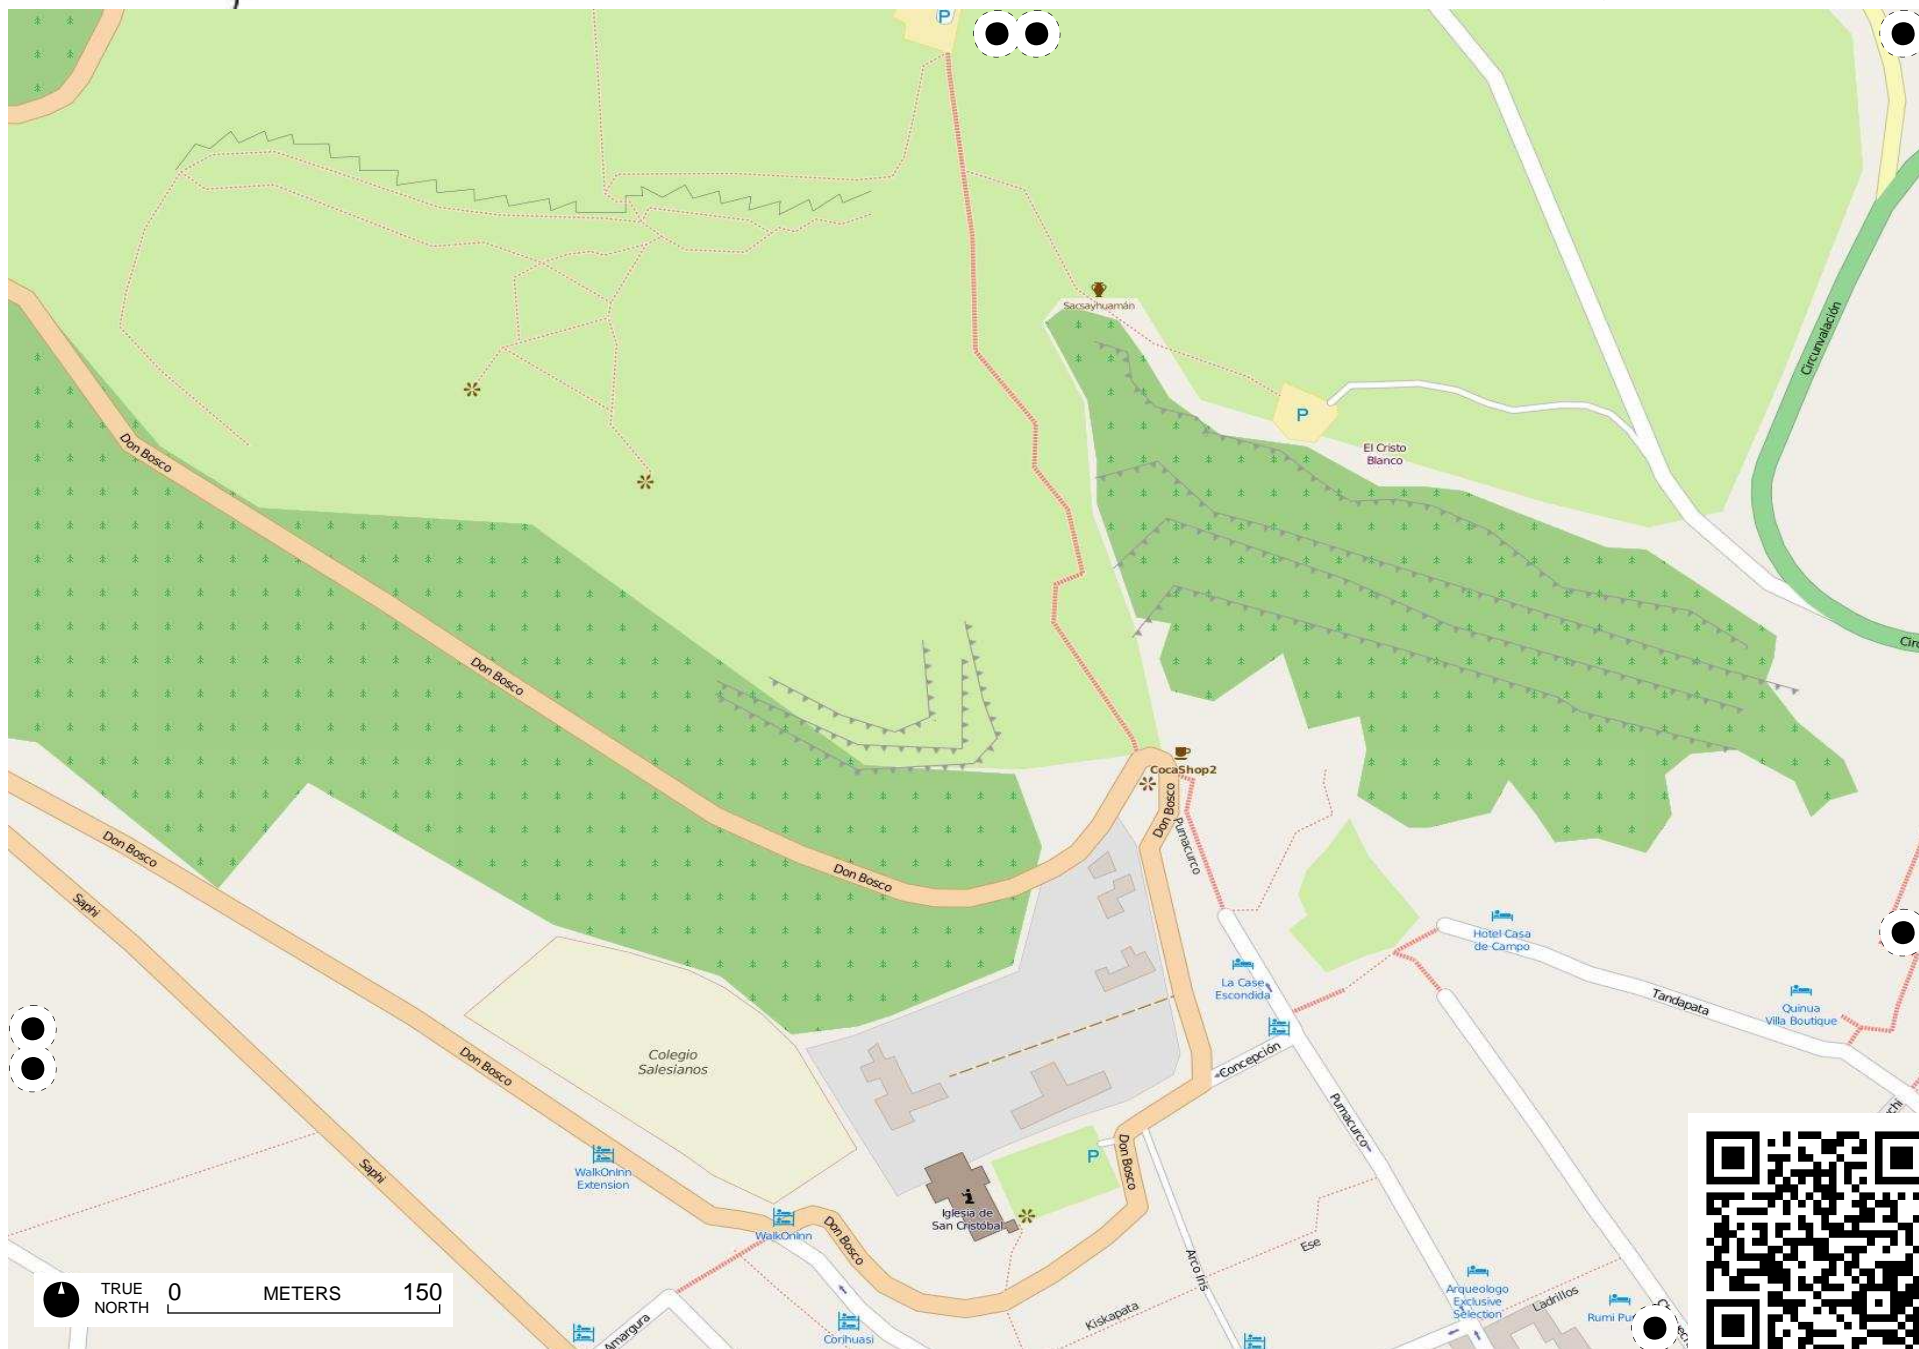 P
Sacsayhuamán
Circunvalación
P
El Cristo
Blanco
Don Bosco
Don Bosco
CocaShop2
Don Bosco
Pumacurco
Don Bosco
Don Bosco
Saphi
Hotel Casa
de Campo
La Case
Escondida
Tandapata
Quinua
Villa Boutique
Colegio
Salesianos
Don Bosco
Concepción
Pumacurco
P
Don Bosco
Saphi
WalkOnInn
Extension
Iglesia de
San Cristobal
WalkOnInn
Don Bosco
Ese
Arco Iris
TRUE
NORTH
0 METERS 150
Arqueologo
Exclusive
Selection
Ladrillos
Kiskapata
Amargura
Corihuasi